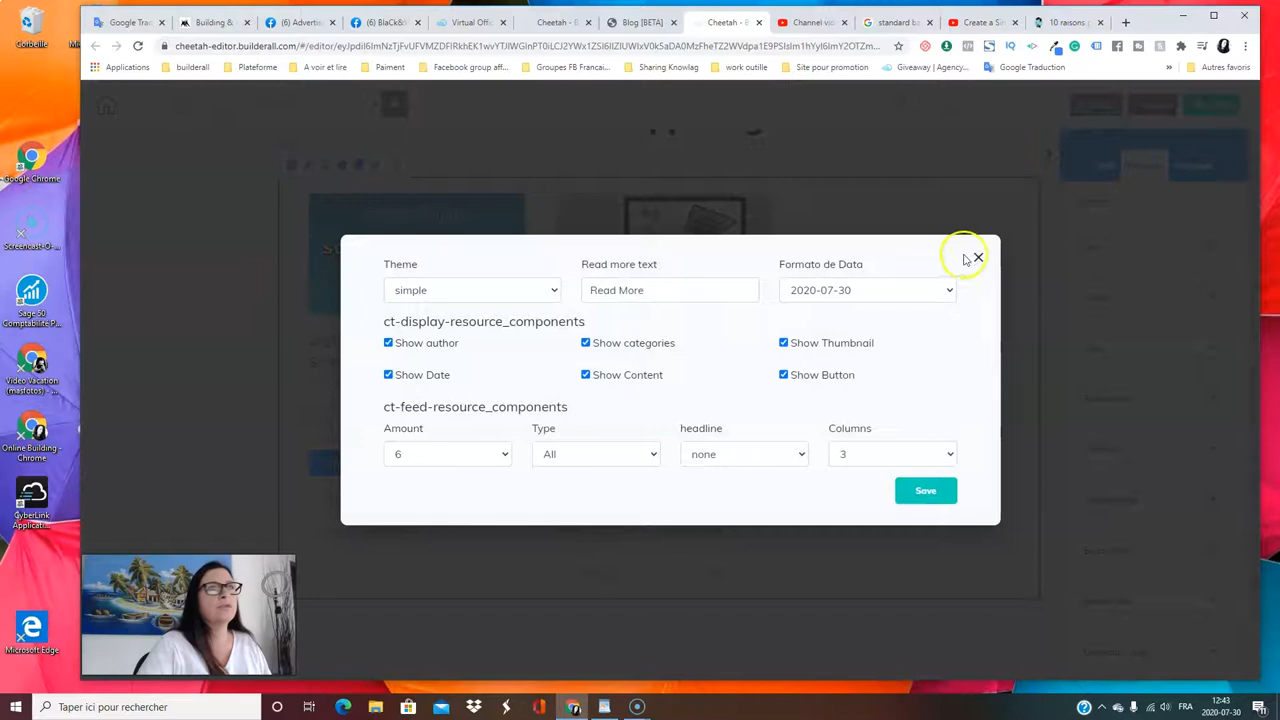 Corbeille
Google Chrome
Screencast-O-...
Sage 50
Comptabilité P...
Video Vacation
(masfotos) - ...
Online Building -
Chrome
CyberLink
Applicati...
Microsoft Edge
Google Tra
Building &
(6) Advertis
(6) BlaCk&S
Virtual Offic
Cheetah - B
Blog [BETA]
Cheetah - B
Channel vid
standard ba
Create a Sin
10 raisons p
cheetah-editor.builderall.com/#/editor/
Applications
builderall
Plateforme
A voir et lire
Paiment
Facebook group aff...
Groupes FB Francai...
Sharing Knowlag
work outille
Site pour promotion
Giveaway | Agency...
Google Traduction
»
Autres favoris
Theme
Read more text
Formato de Data
simple
Read More
2020-07-30
ct-display-resource_components
Show author
Show categories
Show Thumbnail
Show Date
Show Content
Show Button
ct-feed-resource_components
Amount
Type
headline
Columns
6
All
none
3
Save
Taper ici pour rechercher
FRA
12:43
2020-07-30